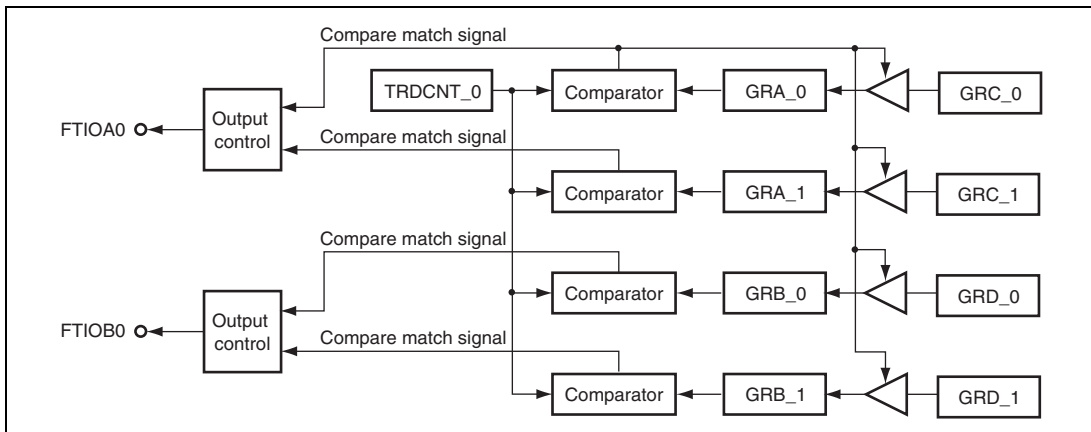 Compare match signal
TRDCNT_0
Comparator
GRA_0
GRC_0
FTIOA0
Output
control
Compare match signal
Comparator
GRA_1
GRC_1
Compare match signal
Comparator
GRB_0
GRD_0
FTIOB0
Output
control
Compare match signal
Comparator
GRB_1
GRD_1